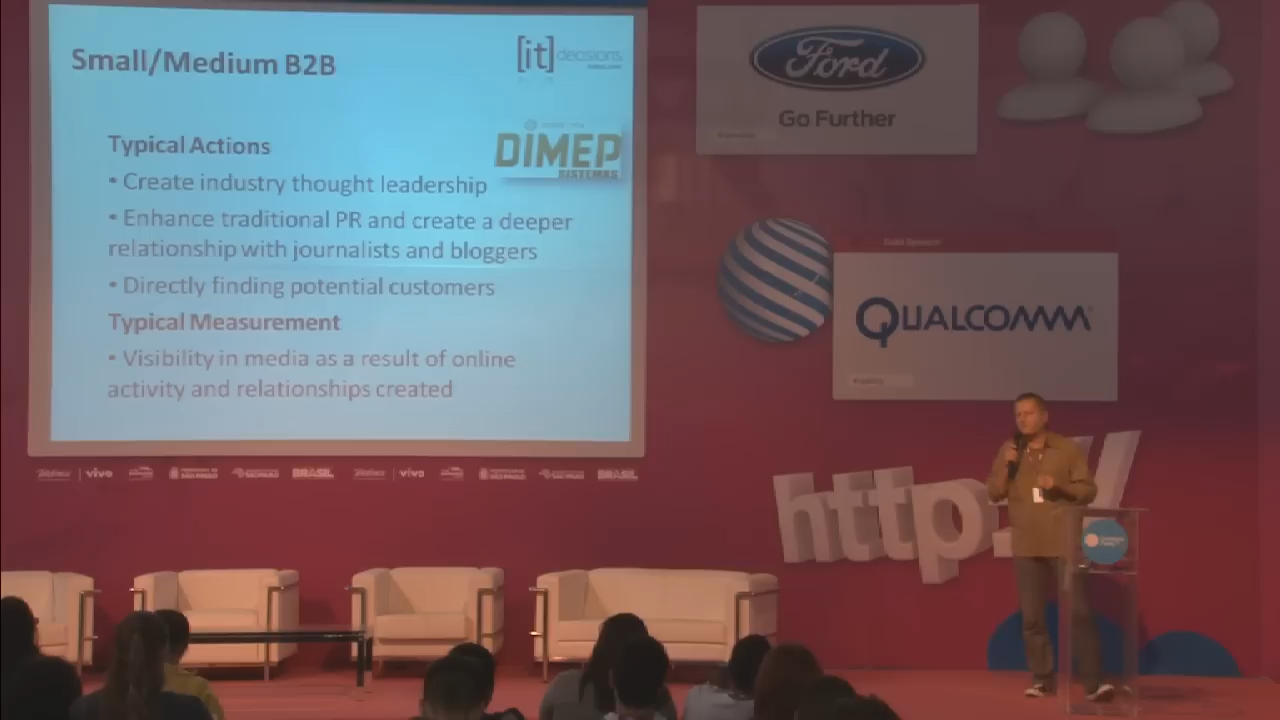 Small/Medium B2B
[it] decisions
DIMEP
SISTEMAS
Typical Actions
• Create industry thought leadership
• Enhance traditional PR and create a deeper
relationship with journalists and bloggers
• Directly finding potential customers
Typical Measurement
• Visibility in media as a result of online
activity and relationships created
vivo
BRASIL
vivo
BRASIL
Ford
Go Further
QUALCOMM
http:/